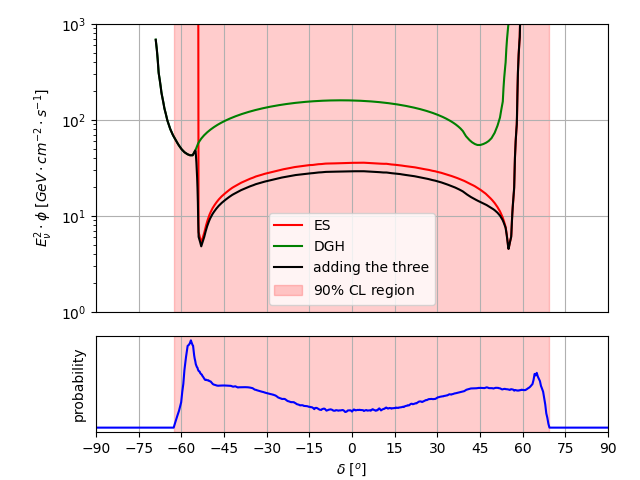 10³
10²
10¹
10⁰
E²ᵥ · ϕ [GeV · cm⁻² · s⁻¹]
ES
DGH
adding the three
90% CL region
probability
−90 −75 −60 −45 −30 −15 0 15 30 45 60 75 90
δ [°]